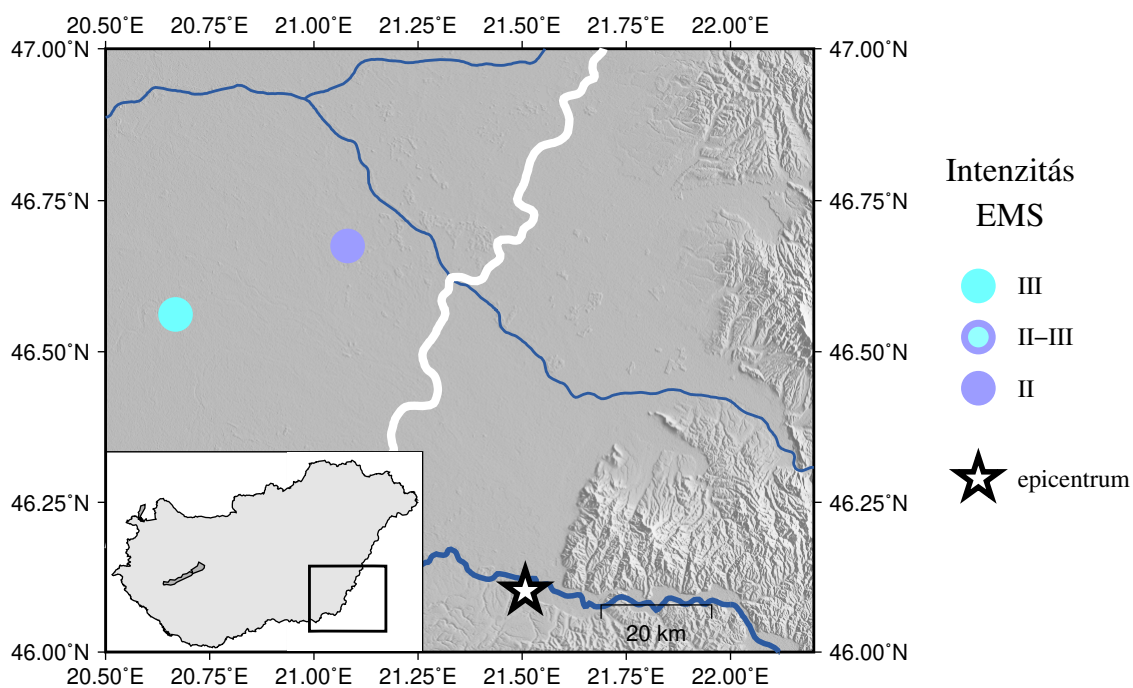 20.50˚E 20.75˚E 21.00˚E 21.25˚E 21.50˚E 21.75˚E 22.00˚E
47.00˚N 47.00˚N
46.75˚N 46.75˚N
46.50˚N 46.50˚N
46.25˚N 46.25˚N
46.00˚N 46.00˚N
20.50˚E 20.75˚E 21.00˚E 21.25˚E 21.50˚E 21.75˚E 22.00˚E
20 km
Intenzitás
EMS
III
II–III
II
epicentrum